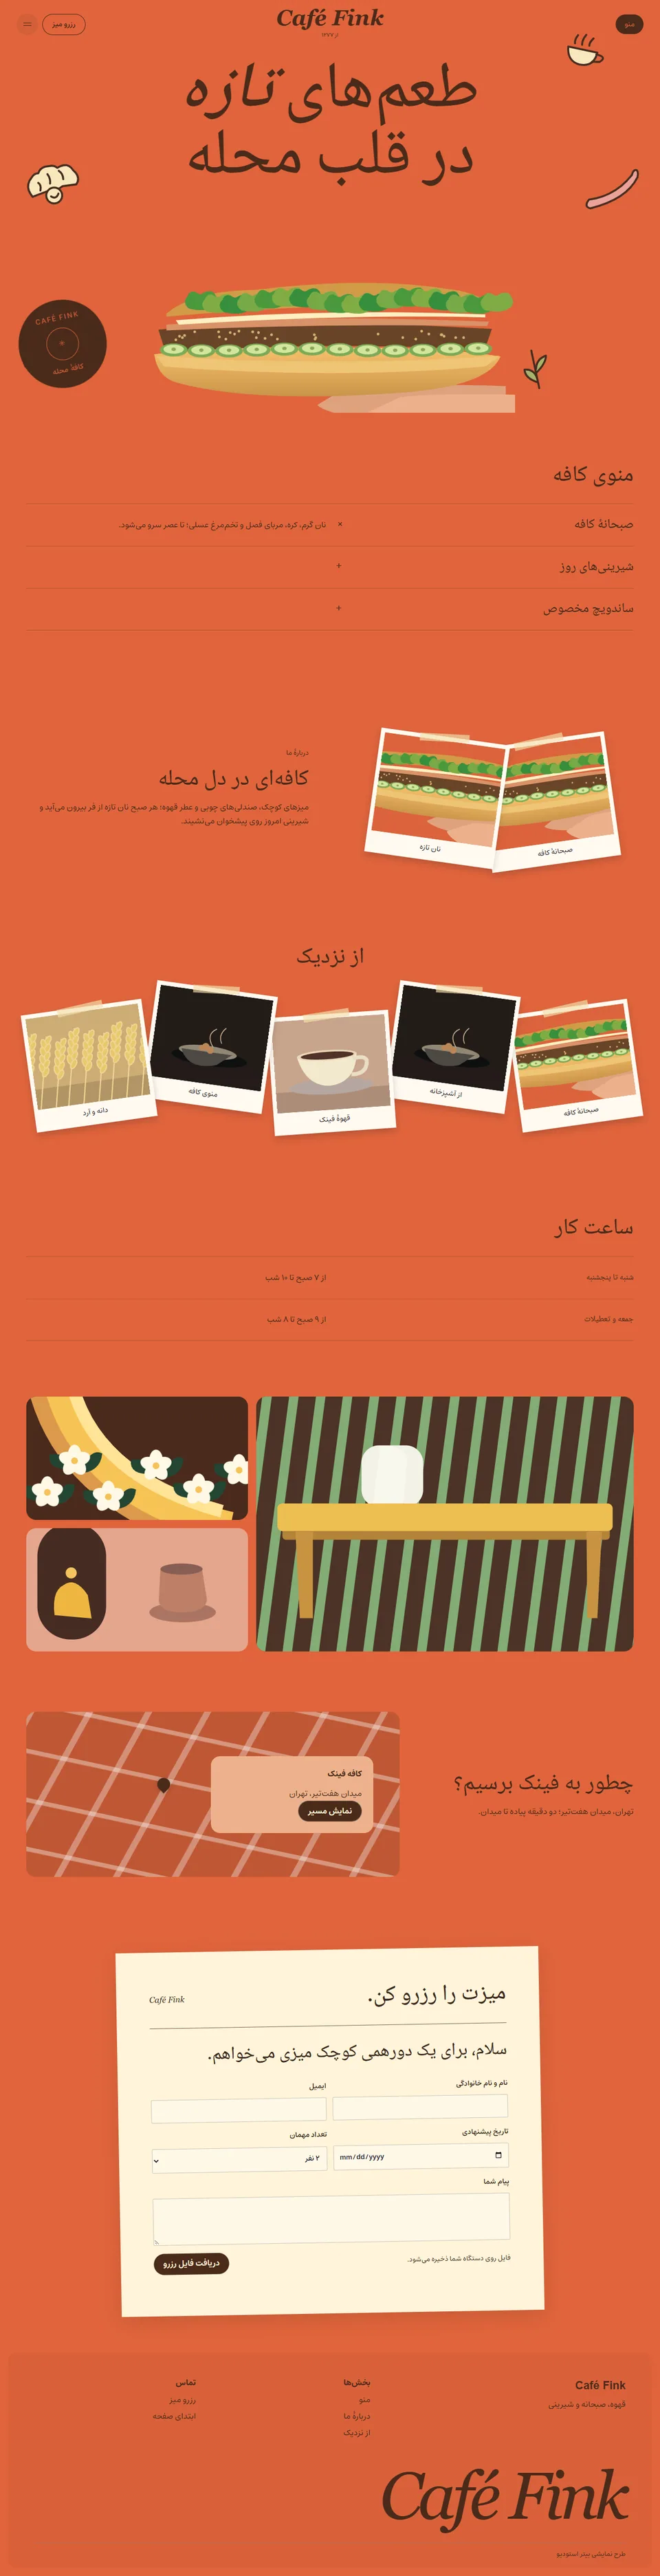 منو
Café Fink
از ۱۳۷۷
رزرو میز
طعم‌های تازه
در قلب محله
CAFÉ FINK
کافهٔ محله
منوی کافه
صبحانهٔ کافه
×
نان گرم، کره، مربای فصل و تخم‌مرغ عسلی؛ تا عصر سرو می‌شود.
شیرینی‌های روز
+
ساندویچ مخصوص
+
دربارهٔ ما
کافه‌ای در دل محله
میزهای کوچک، صندلی‌های چوبی و عطر قهوه؛ هر صبح نان تازه از فر بیرون می‌آید و
شیرینی امروز روی پیشخوان می‌نشیند.
صبحانهٔ کافه
نان تازه
از نزدیک
صبحانهٔ کافه
از آشپزخانه
قهوهٔ فینک
منوی کافه
دانه و آرد
ساعت کار
شنبه تا پنجشنبه
از ۷ صبح تا ۱۰ شب
جمعه و تعطیلات
از ۹ صبح تا ۸ شب
چطور به فینک برسیم؟
تهران، میدان هفت‌تیر؛ دو دقیقه پیاده تا میدان.
کافه فینک
میدان هفت‌تیر، تهران
نمایش مسیر
میزت را رزرو کن.
Café Fink
سلام، برای یک دورهمی کوچک میزی می‌خواهم.
نام و نام خانوادگی
ایمیل
تاریخ پیشنهادی
تعداد مهمان
mm/dd/yyyy
۲ نفر
پیام شما
فایل روی دستگاه شما ذخیره می‌شود.
دریافت فایل رزرو
Café Fink
قهوه، صبحانه و شیرینی
بخش‌ها
منو
دربارهٔ ما
از نزدیک
تماس
رزرو میز
ابتدای صفحه
Café Fink
طرح نمایشی بیتر استودیو